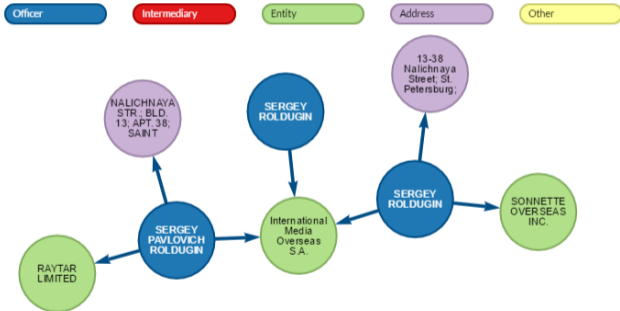 Officer
Intermediary
Entity
Address
Other
NALICHNAYA
STR.; BLD.
13; APT. 38;
SAINT
SERGEY
ROLDUGIN
13-38
Nalichnaya
Street; St.
Petersburg;
SERGEY
PAVLOVICH
ROLDUGIN
International
Media
Overseas
S.A.
SERGEY
ROLDUGIN
SONNETTE
OVERSEAS
INC.
RAYTAR
LIMITED